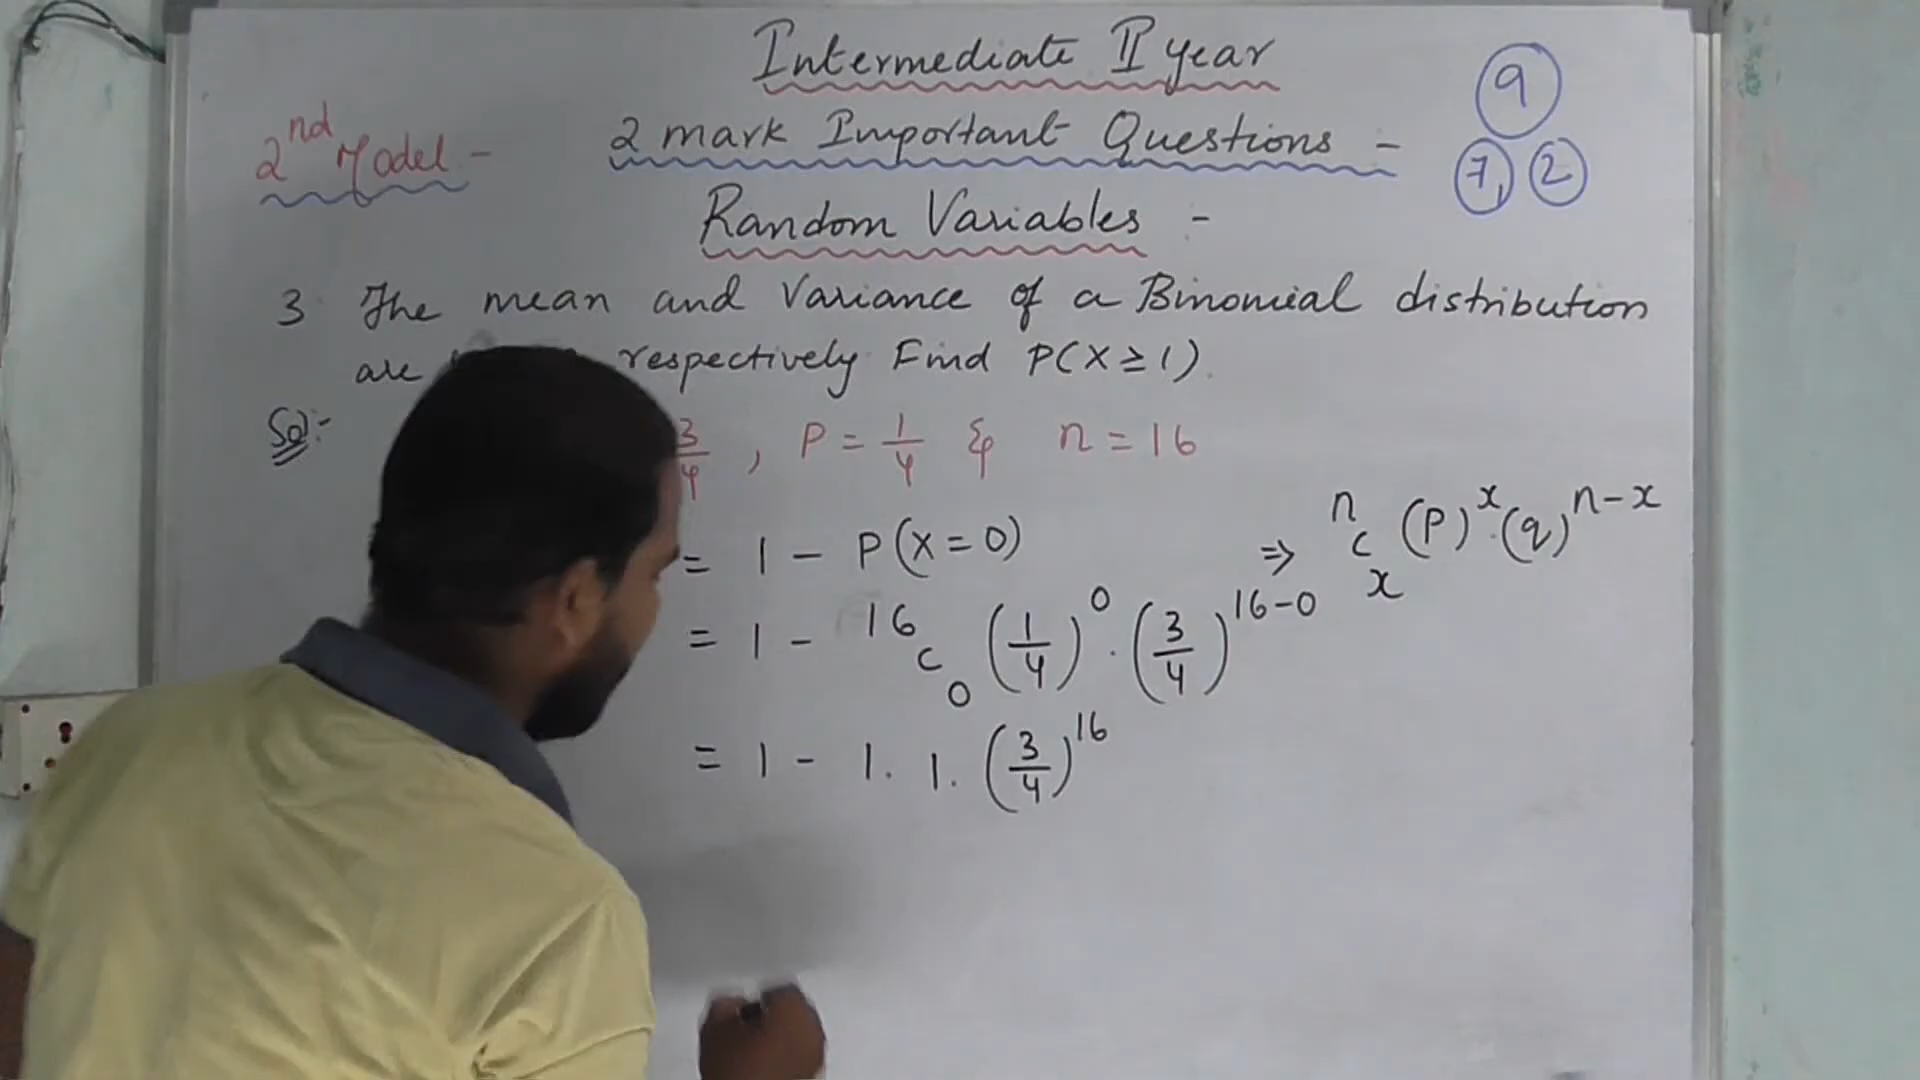 Intermediate II year
2nd Model -
2 mark Important Questions -
9
7, 2
Random Variables -
3 The mean and Variance of a Binomial distribution
are respectively Find P(X ≥ 1).
Sol:-
3/4 , P = 1/4 & n = 16
= 1 - P(X = 0)
⇒ ⁿCₓ (P)ˣ·(q)ⁿ⁻ˣ
= 1 - ¹⁶C₀ (1/4)⁰ · (3/4)¹⁶⁻⁰
= 1 - 1. 1. (3/4)¹⁶